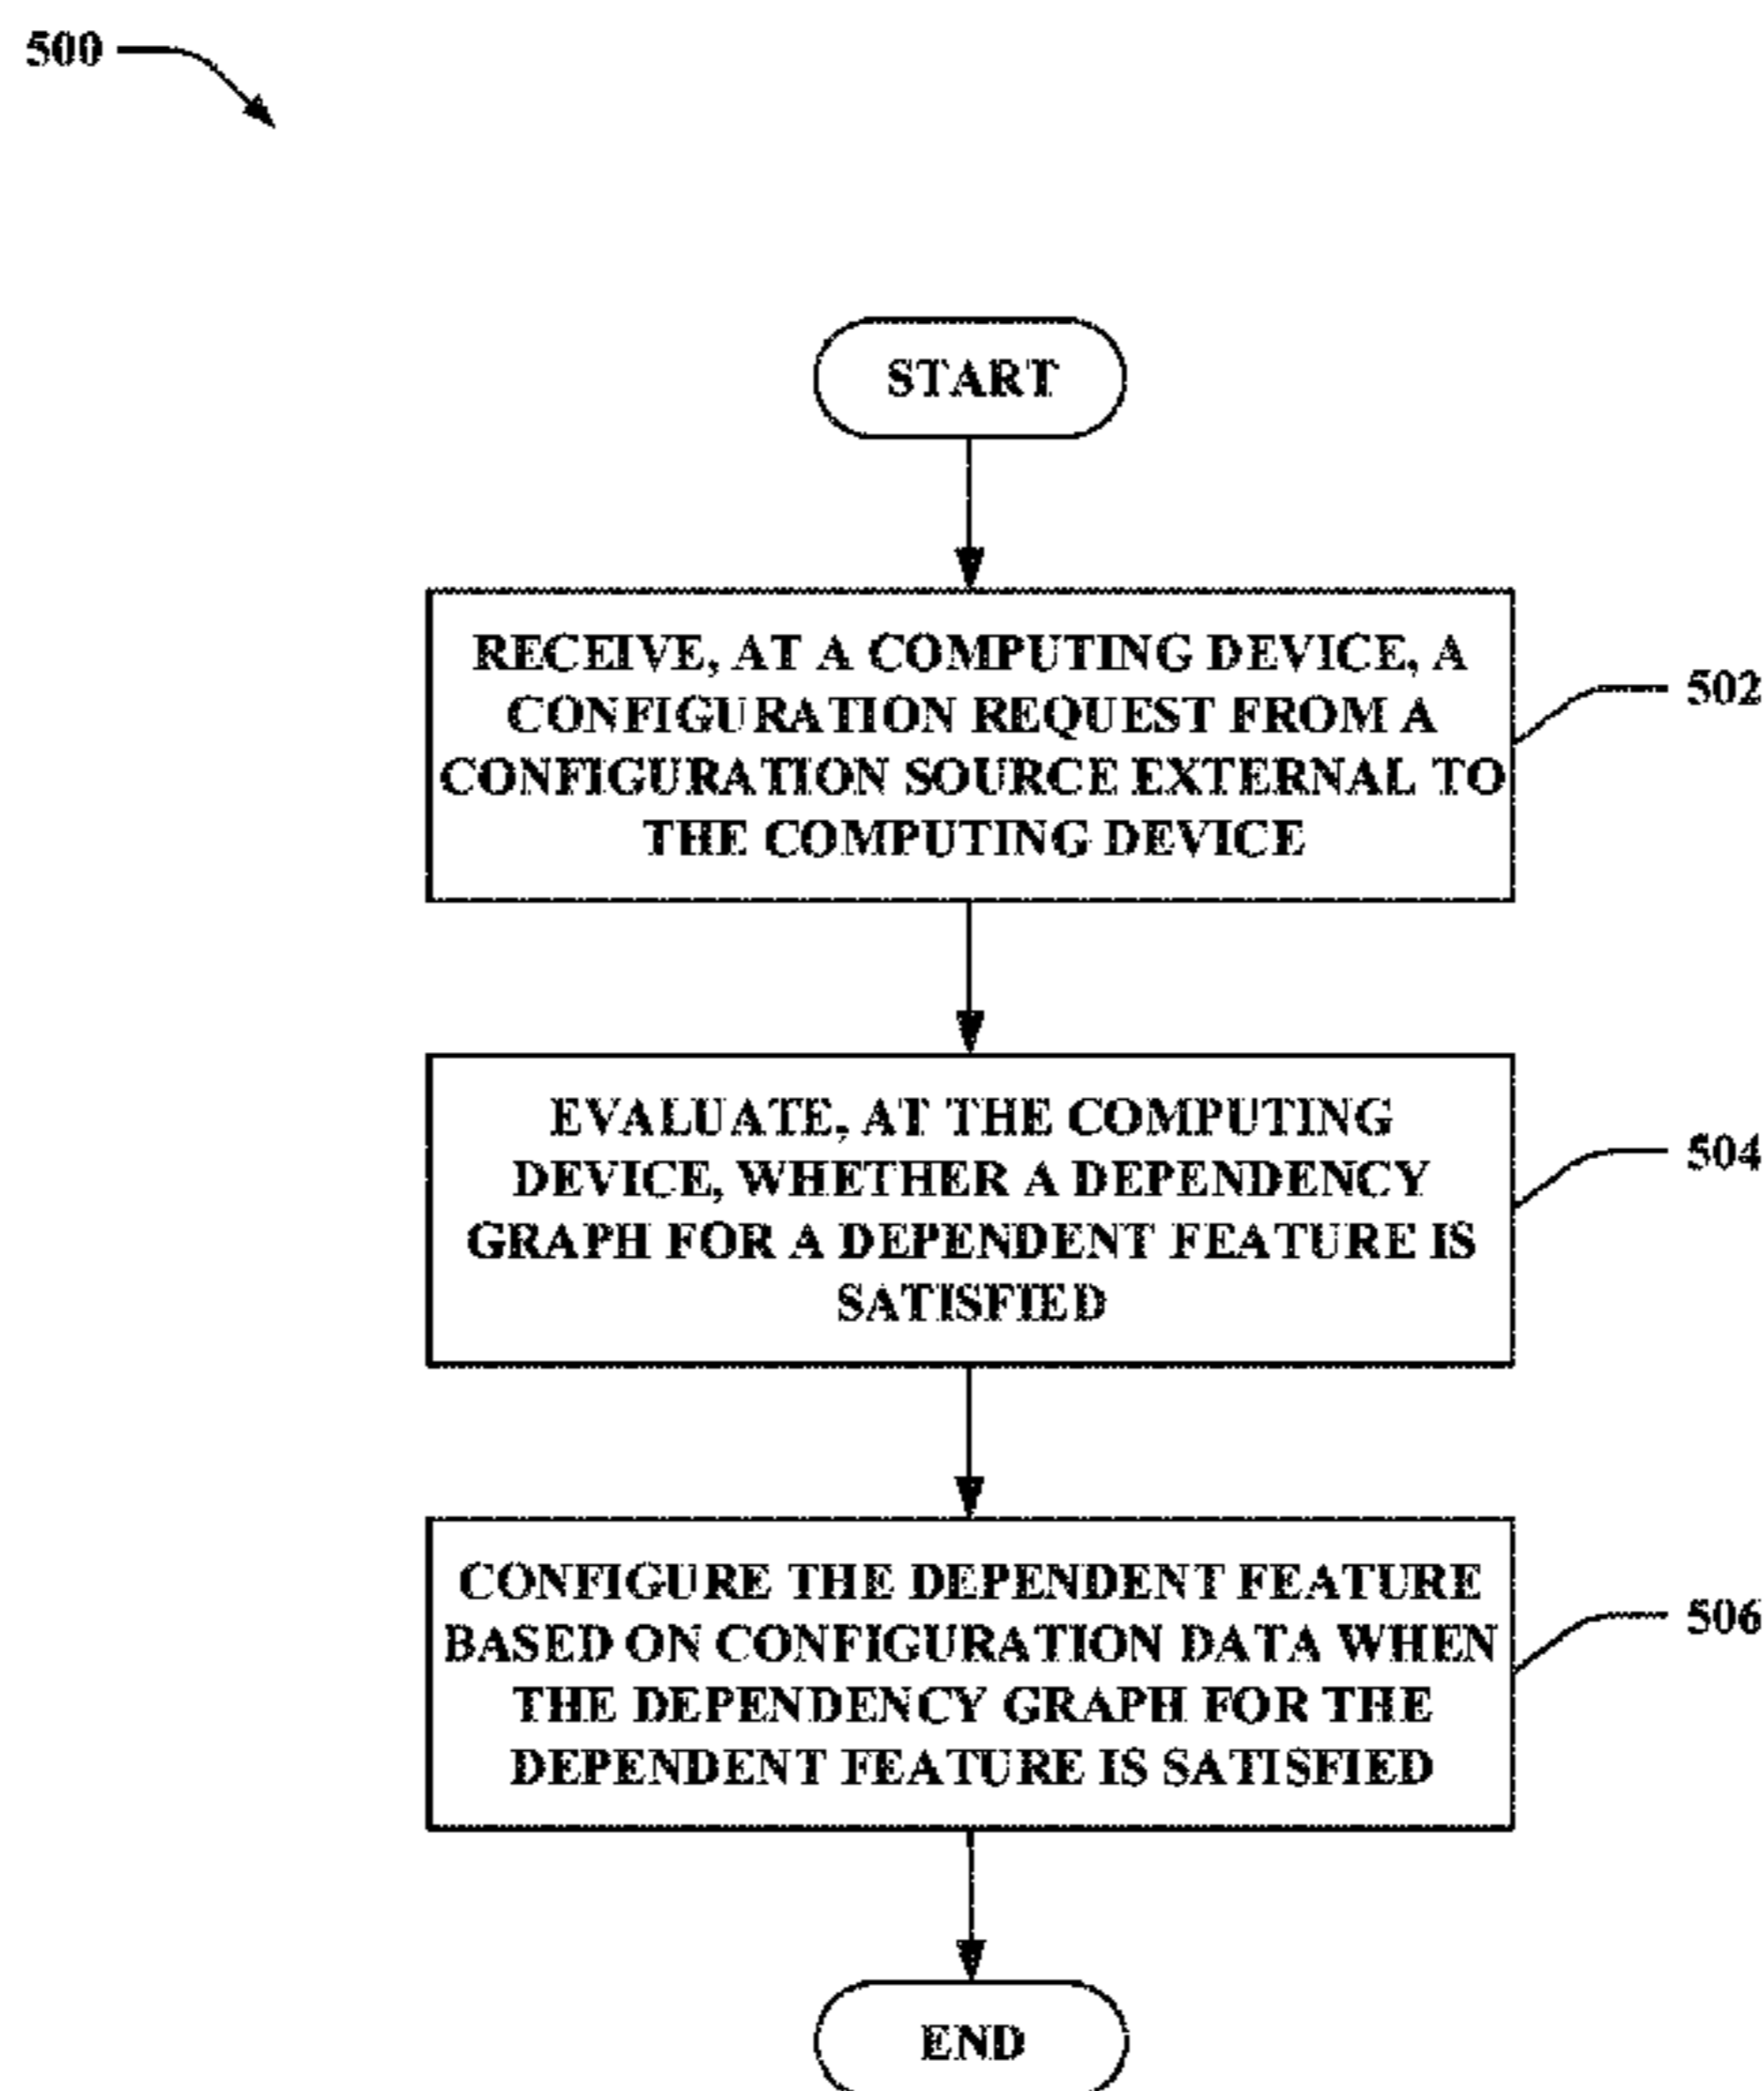 500
START
RECEIVE, AT A COMPUTING DEVICE, A
CONFIGURATION REQUEST FROM A
CONFIGURATION SOURCE EXTERNAL TO
THE COMPUTING DEVICE
502
EVALUATE, AT THE COMPUTING
DEVICE, WHETHER A DEPENDENCY
GRAPH FOR A DEPENDENT FEATURE IS
SATISFIED
504
CONFIGURE THE DEPENDENT FEATURE
BASED ON CONFIGURATION DATA WHEN
THE DEPENDENCY GRAPH FOR THE
DEPENDENT FEATURE IS SATISFIED
506
END